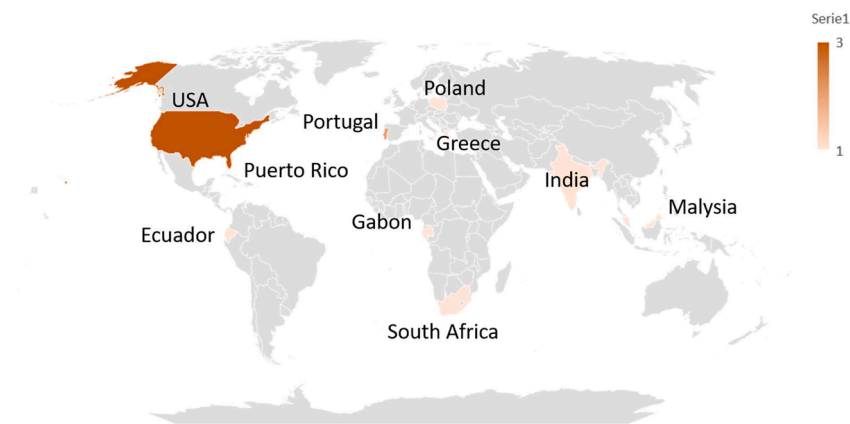 Serie1
3
Poland
USA
Portugal
Greece
1
Puerto Rico
India
Malysia
Gabon
Ecuador
South Africa